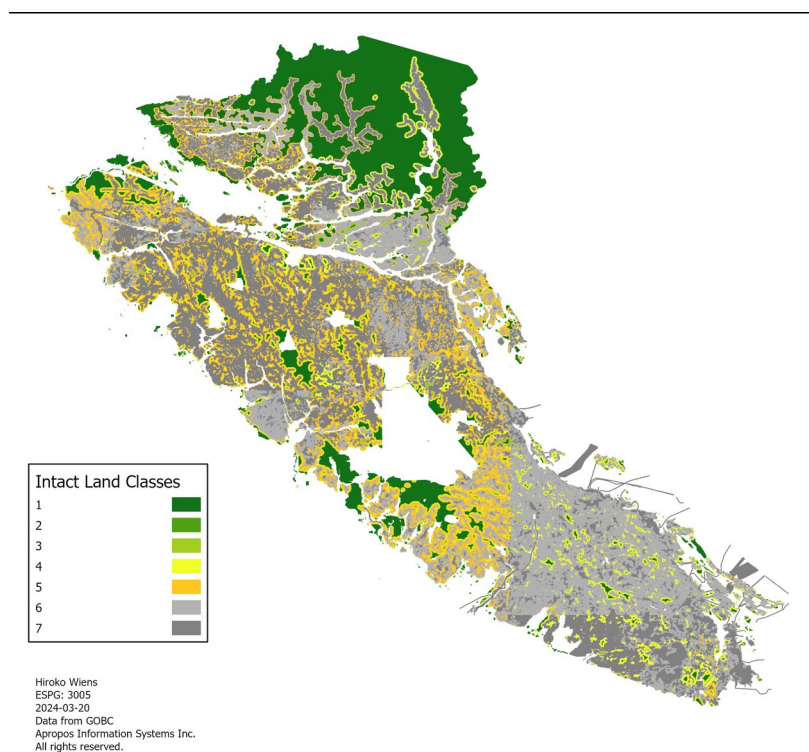 Intact Land Classes
1
2
3
4
5
6
7
Hiroko Wiens
ESPG: 3005
2024-03-20
Data from GOBC
Apropos Information Systems Inc.
All rights reserved.